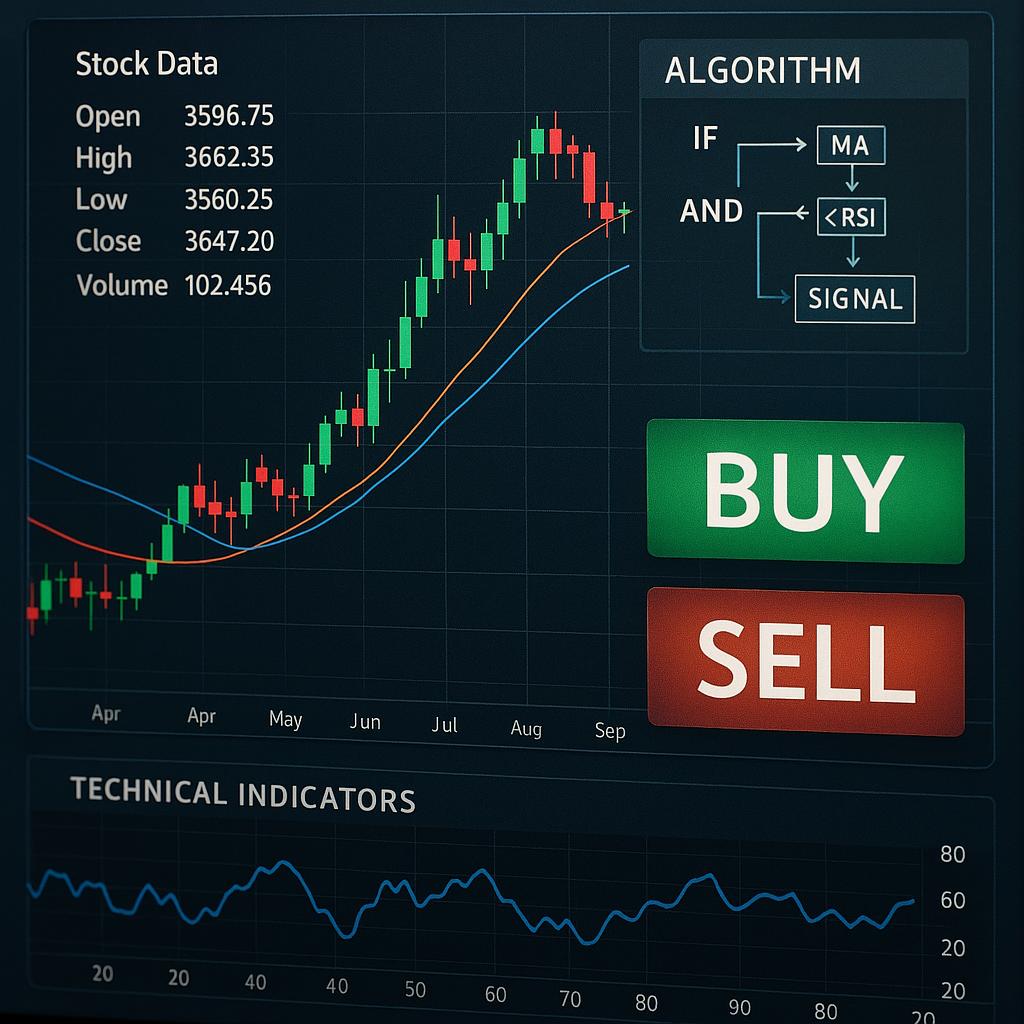 Stock Data
Open 3596.75
High 3662.35
Low 3560.25
Close 3647.20
Volume 102.456
ALGORITHM
IF MA
AND <RSI
SIGNAL
BUY
SELL
Apr Apr May Jun Jul Aug Sep
TECHNICAL INDICATORS
80
60
20
20
20 20 40 40 50 60 70 80 90 80 20